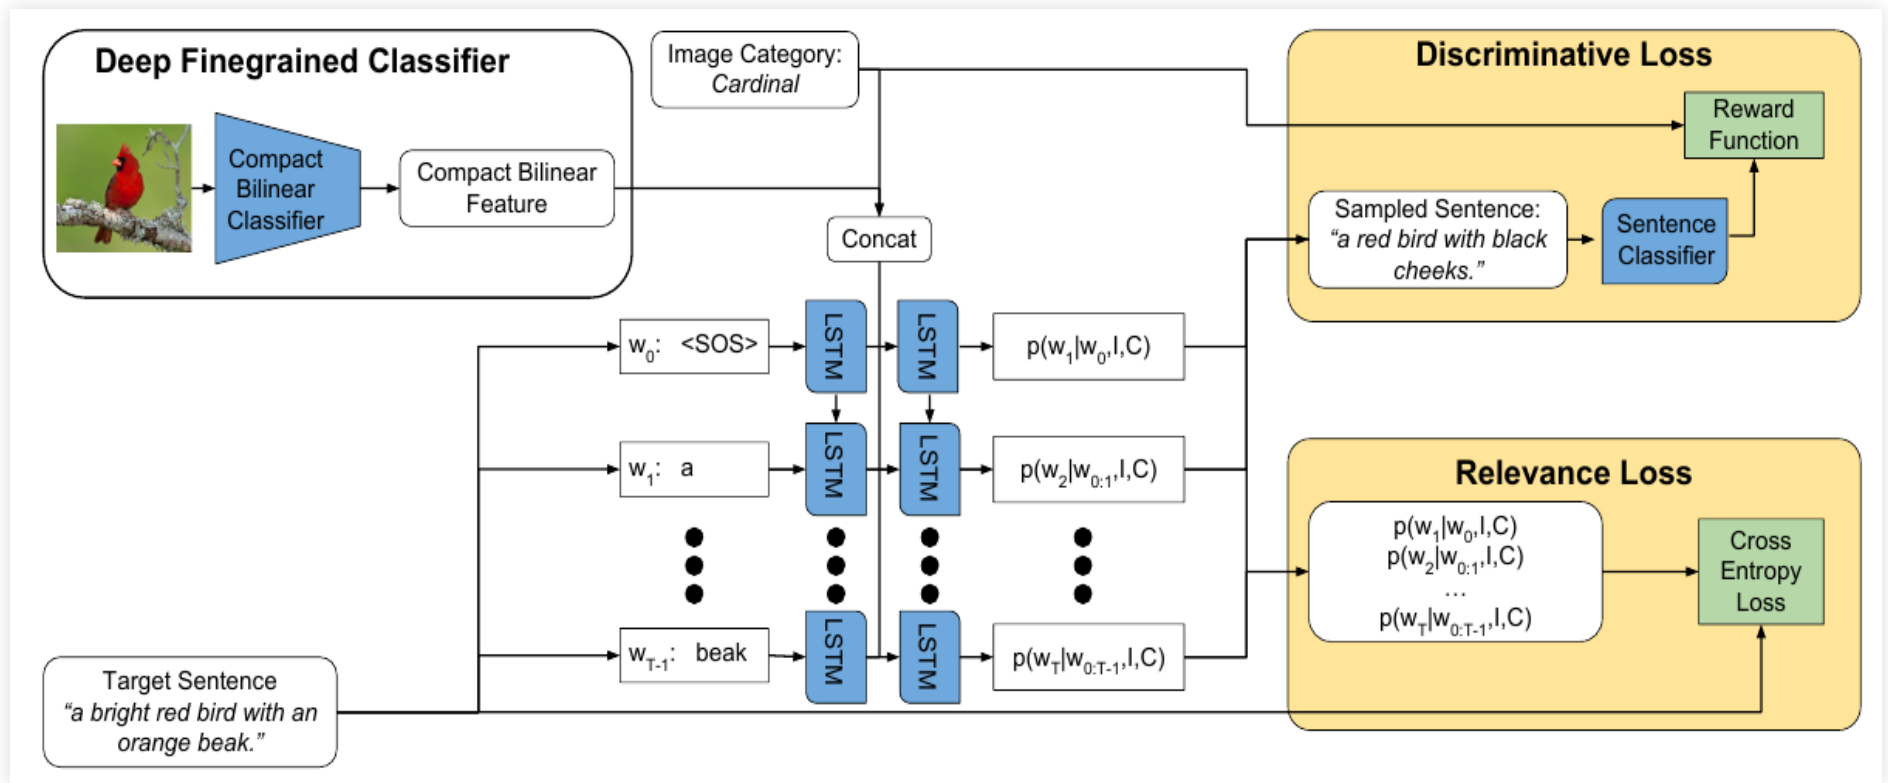 Deep Finegrained Classifier
Compact
Bilinear
Classifier
Compact Bilinear
Feature
Image Category:
Cardinal
Concat
Discriminative Loss
Reward
Function
Sampled Sentence:
“a red bird with black
cheeks.”
Sentence
Classifier
w0: <SOS>
LSTM
LSTM
p(w1|w0,I,C)
w1: a
LSTM
LSTM
p(w2|w0:1,I,C)
wT-1: beak
LSTM
LSTM
p(wT|w0:T-1,I,C)
Relevance Loss
p(w1|w0,I,C)
p(w2|w0:1,I,C)
...
p(wT|w0:T-1,I,C)
Cross
Entropy
Loss
Target Sentence
“a bright red bird with an
orange beak.”